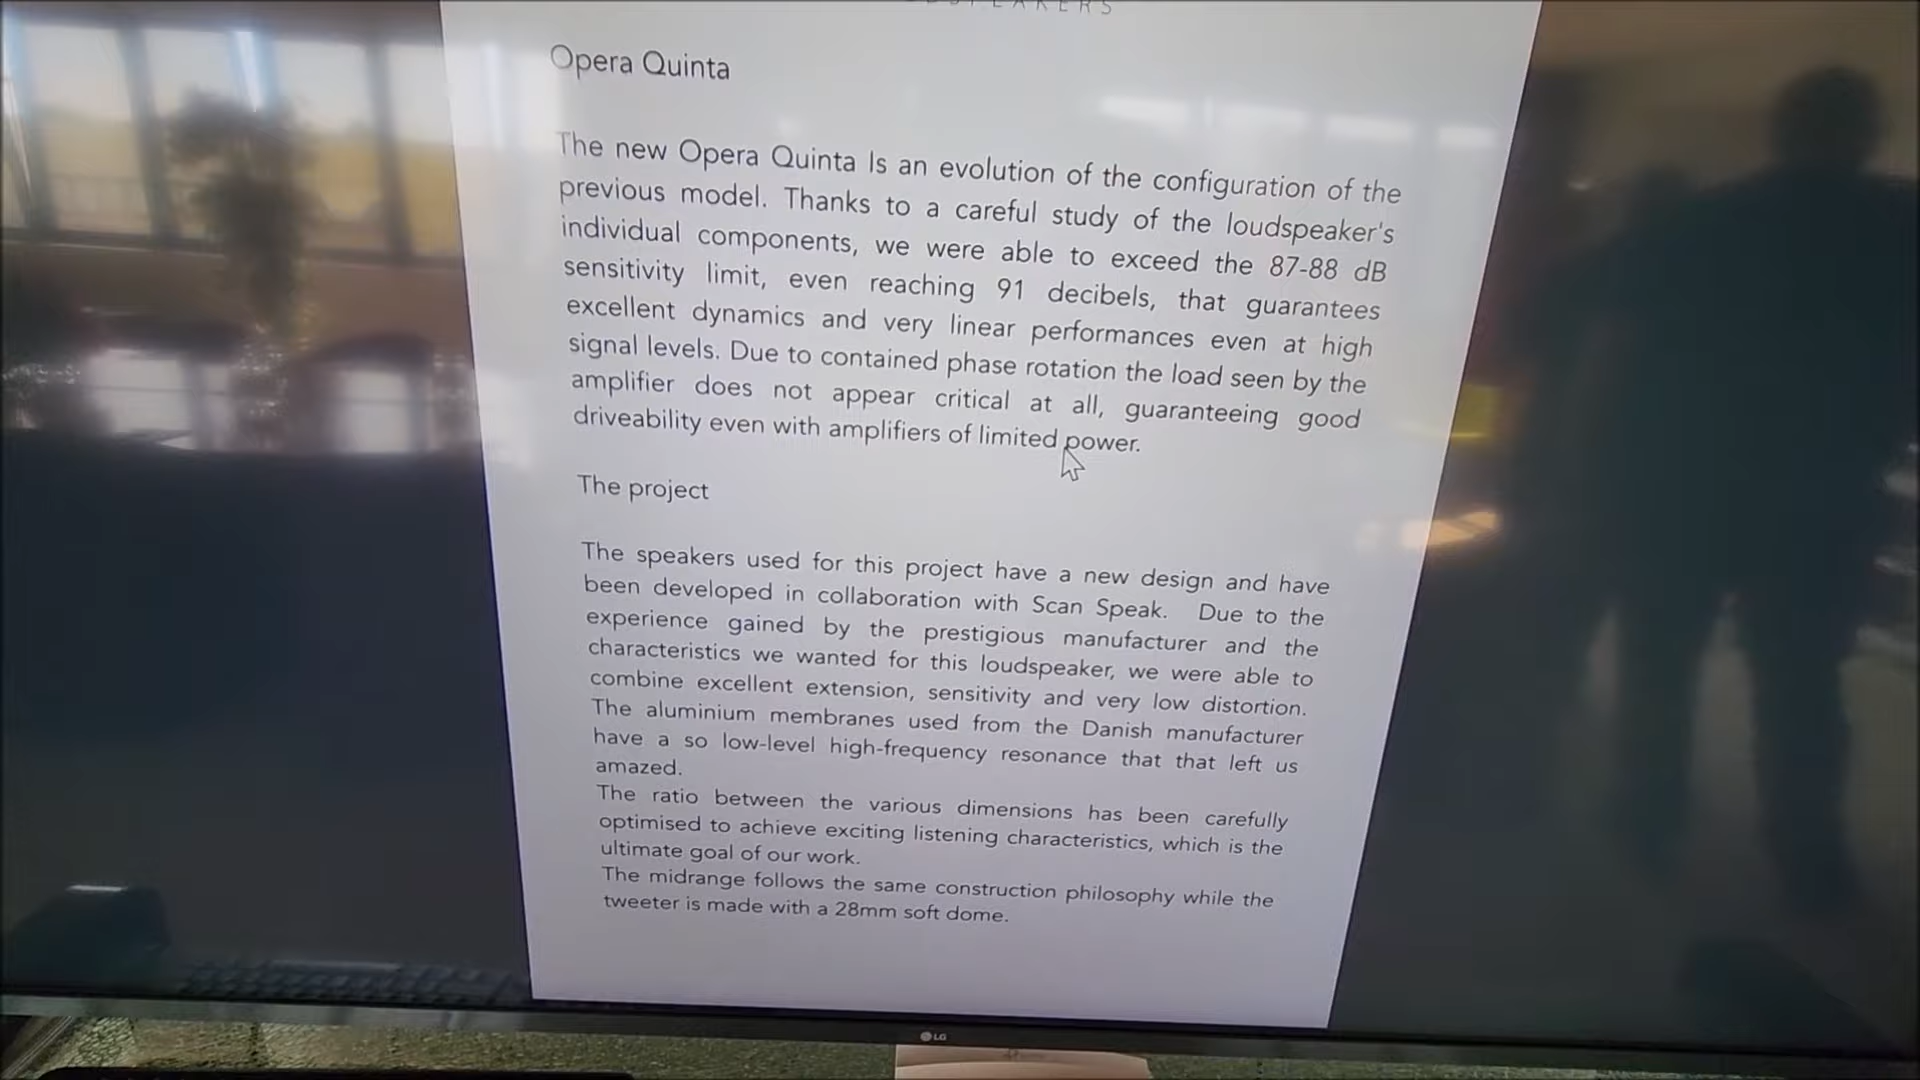 Opera Quinta
The new Opera Quinta Is an evolution of the configuration of the
previous model. Thanks to a careful study of the loudspeaker's
individual components, we were able to exceed the 87-88 dB
sensitivity limit, even reaching 91 decibels, that guarantees
excellent dynamics and very linear performances even at high
signal levels. Due to contained phase rotation the load seen by the
amplifier does not appear critical at all, guaranteeing good
driveability even with amplifiers of limited power.
The project
The speakers used for this project have a new design and have
been developed in collaboration with Scan Speak. Due to the
experience gained by the prestigious manufacturer and the
characteristics we wanted for this loudspeaker, we were able to
combine excellent extension, sensitivity and very low distortion.
The aluminium membranes used from the Danish manufacturer
have a so low-level high-frequency resonance that that left us
amazed.
The ratio between the various dimensions has been carefully
optimised to achieve exciting listening characteristics, which is the
ultimate goal of our work.
The midrange follows the same construction philosophy while the
tweeter is made with a 28mm soft dome.
LG